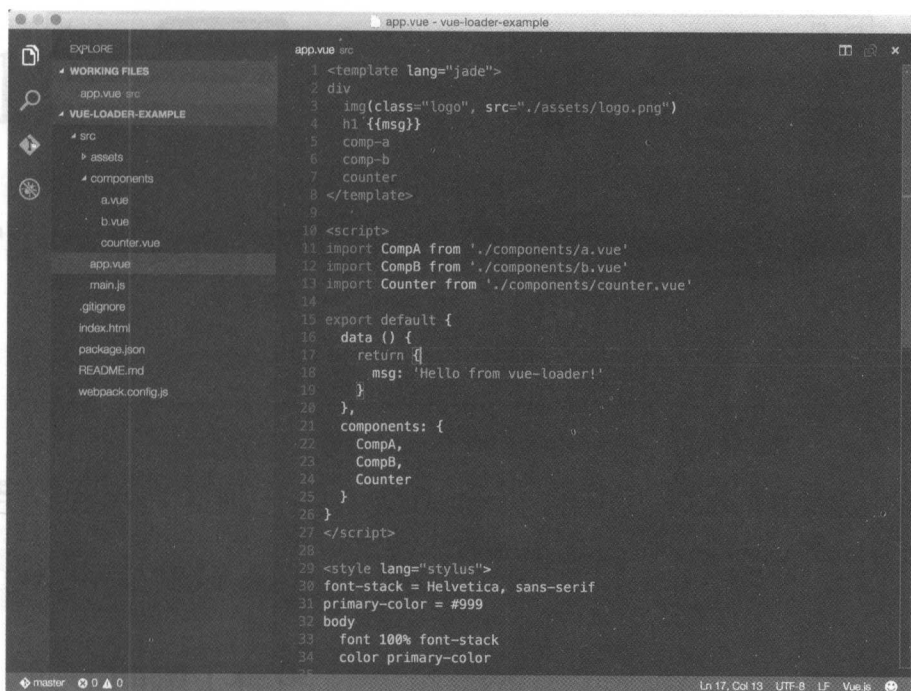 app.vue - vue-loader-example
EXPLORE
WORKING FILES
app.vue src
VUE-LOADER-EXAMPLE
src
assets
components
a.vue
b.vue
counter.vue
app.vue
main.js
.gitignore
index.html
package.json
README.md
webpack.config.js
app.vue src
1 <template lang="jade">
2 div
3   img(class="logo", src="./assets/logo.png")
4   h1 {{msg}}
5   comp-a
6   comp-b
7   counter
8 </template>
9
10 <script>
11 import CompA from './components/a.vue'
12 import CompB from './components/b.vue'
13 import Counter from './components/counter.vue'
14
15 export default {
16   data () {
17     return {
18       msg: 'Hello from vue-loader!'
19     }
20   },
21   components: {
22     CompA,
23     CompB,
24     Counter
25   }
26 }
27 </script>
28
29 <style lang="stylus">
30 font-stack = Helvetica, sans-serif
31 primary-color = #999
32 body
33   font 100% font-stack
34   color primary-color
master 0 0
Ln 17, Col 13 UTF-8 LF Vue.js